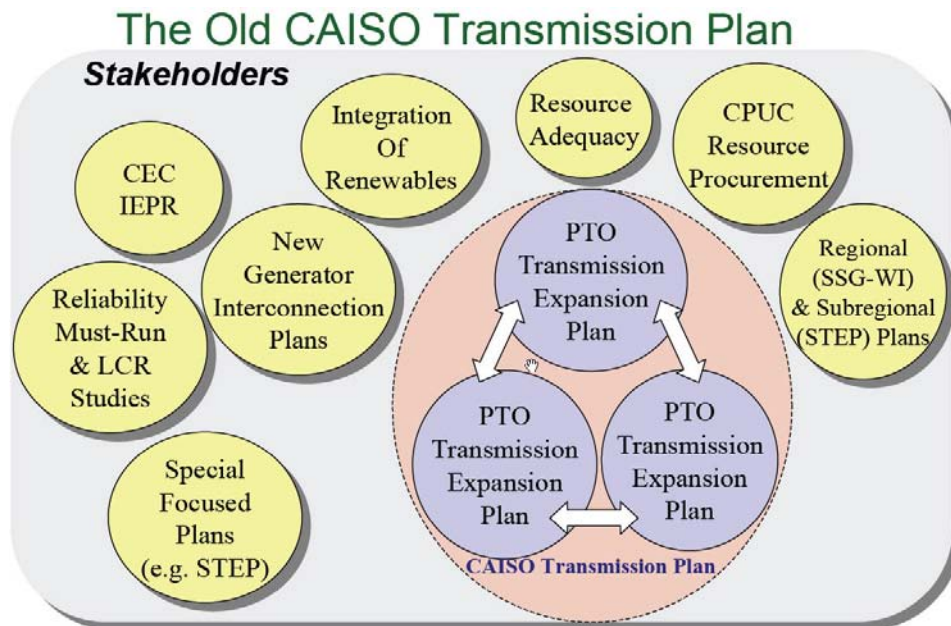 The Old CAISO Transmission Plan
Stakeholders
CEC
IEPR
Integration
Of
Renewables
Resource
Adequacy
CPUC
Resource
Procurement
New
Generator
Interconnection
Plans
Reliability
Must-Run
& LCR
Studies
Regional
(SSG-WI)
& Subregional
(STEP) Plans
Special
Focused
Plans
(e.g. STEP)
PTO
Transmission
Expansion
Plan
PTO
Transmission
Expansion
Plan
PTO
Transmission
Expansion
Plan
CAISO Transmission Plan